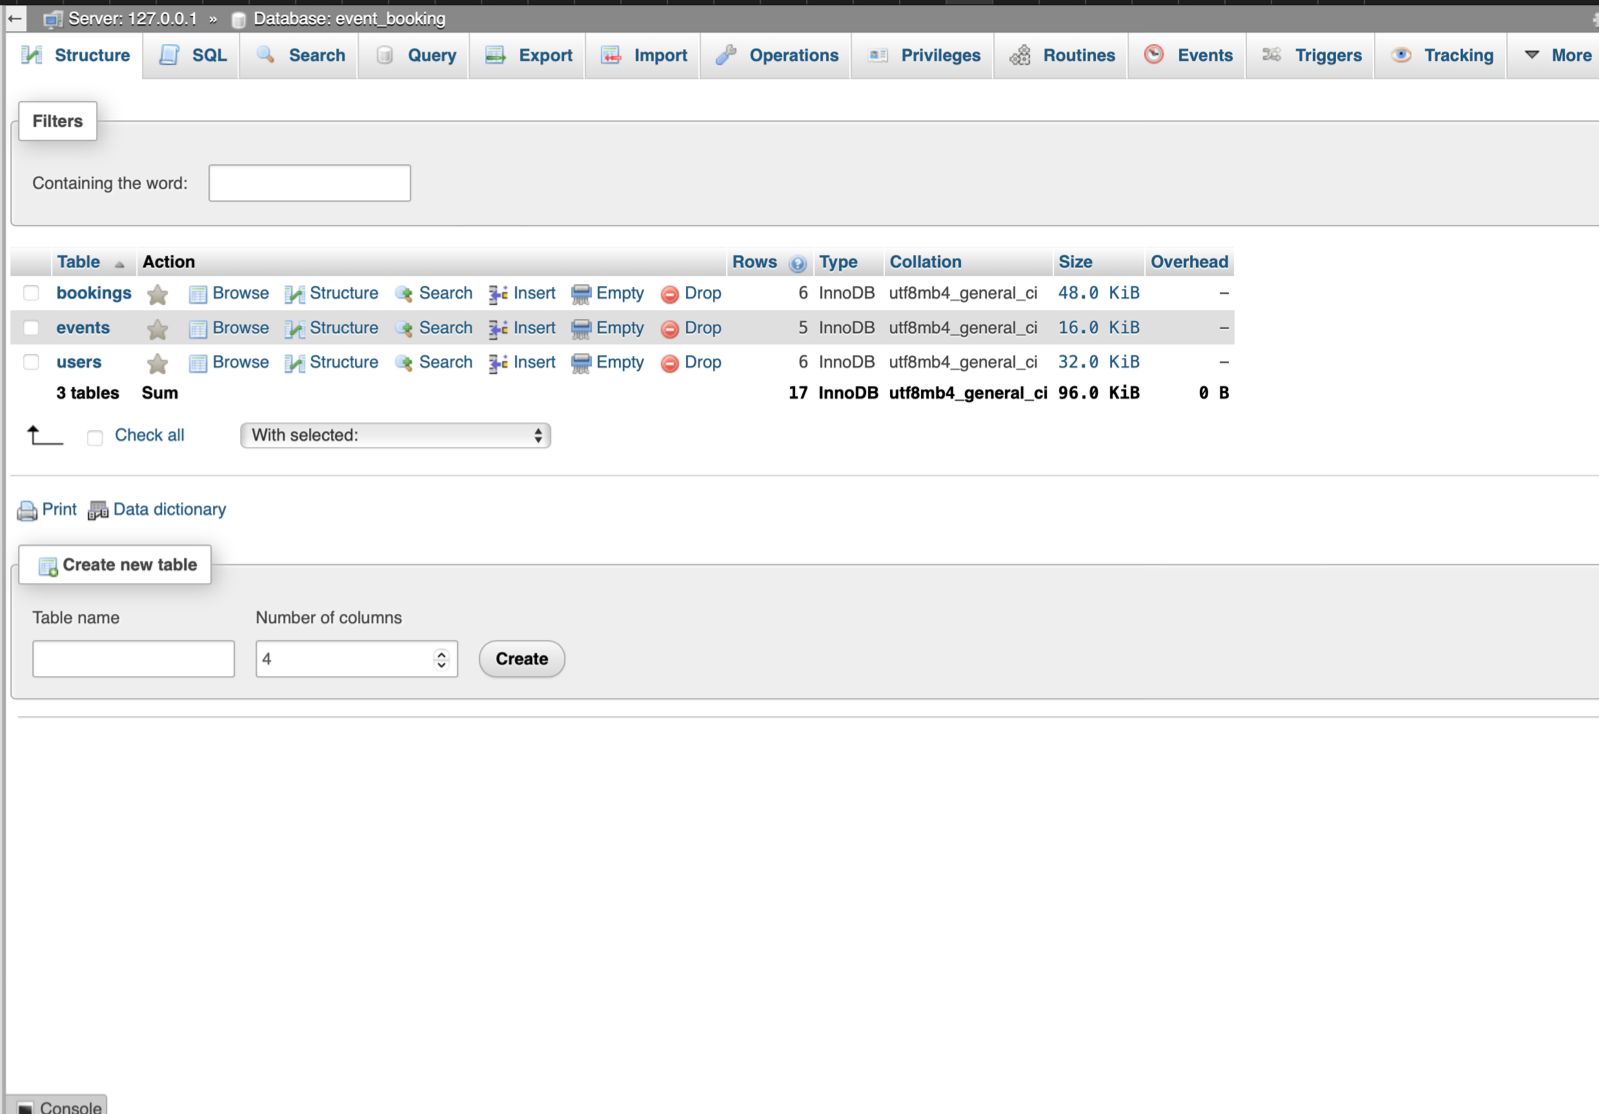 Server: 127.0.0.1 » Database: event_booking
Structure SQL Search Query Export Import Operations Privileges Routines Events Triggers Tracking More
Filters
Containing the word:
Table Action Rows Type Collation Size Overhead
bookings Browse Structure Search Insert Empty Drop 6 InnoDB utf8mb4_general_ci 48.0 KiB –
events Browse Structure Search Insert Empty Drop 5 InnoDB utf8mb4_general_ci 16.0 KiB –
users Browse Structure Search Insert Empty Drop 6 InnoDB utf8mb4_general_ci 32.0 KiB –
3 tables Sum 17 InnoDB utf8mb4_general_ci 96.0 KiB 0 B
Check all With selected:
Print Data dictionary
Create new table
Table name Number of columns
4 Create
Console